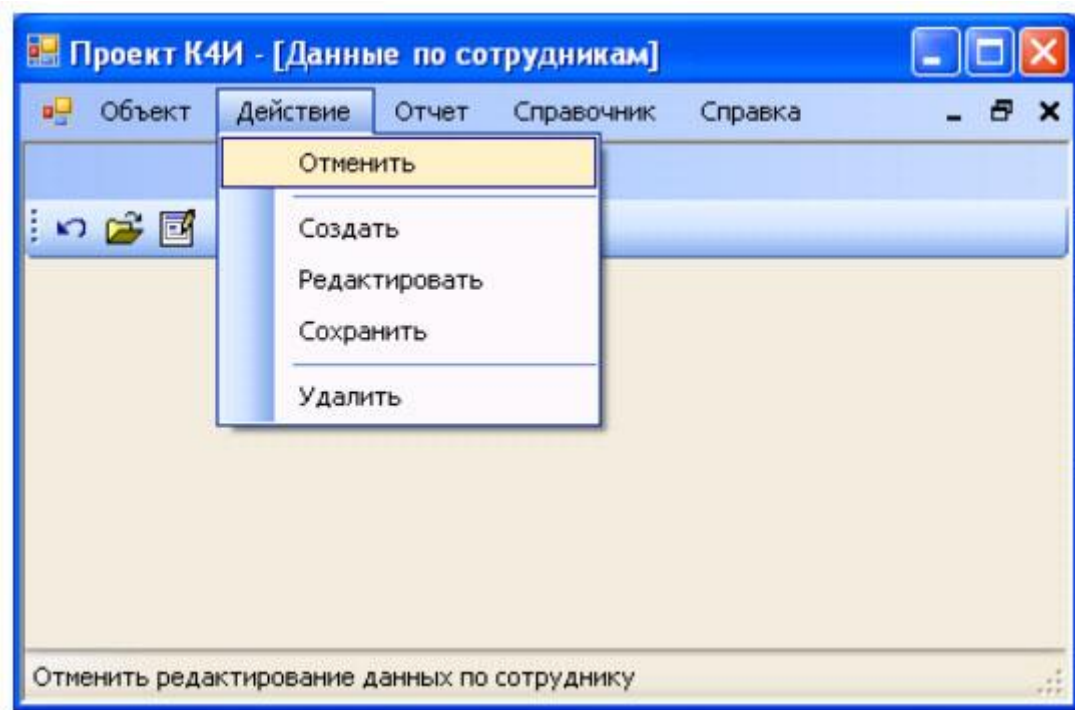 Проект К4И - [Данные по сотрудникам]
Объект Действие Отчет Справочник Справка
Отменить
Создать
Редактировать
Сохранить
Удалить
Отменить редактирование данных по сотруднику